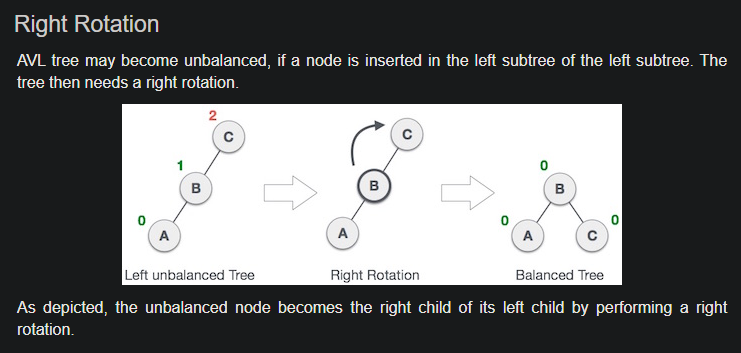 Right Rotation
AVL tree may become unbalanced, if a node is inserted in the left subtree of the left subtree. The
tree then needs a right rotation.
2
C
1
B
0
A
Left unbalanced Tree
C
B
A
Right Rotation
0
B
0
A
0
C
Balanced Tree
As depicted, the unbalanced node becomes the right child of its left child by performing a right
rotation.